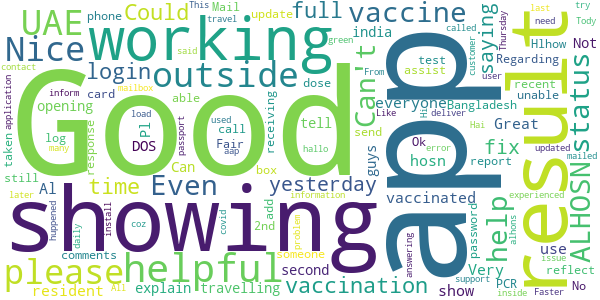 UAE
Nice
Good
working
Could
full
vaccine
phone
Mail
update
This
travel
said
green
login
outside
india
Can't
everyone
saying
Regarding
called
Thursday
last
need
customer
From
try
Tody
Hlhow
Not
contact
application
inform
mailbox
opening
card
able
dose
receiving
call
tell
log
taken
response
many
DOS
Pl
load
passport
used
aap
Fair
hallo
Can
box
still
Al
time
Even
yesterday
app
test
assist
guys
send
Ok
hosn
Hi
Like
Bangladesh
user
deliver
Hai
fix
report
Great
unable
recent
mailed
updated
error
result
status
ALHOSN
showing
later
huppened
daily
install
coz
covid
2nd
add
information
problem
someone
comments
please
helpful
second
vaccination
resident
All
explain
travelling
vaccinated
answering
show
help
password
Very
PCR
support
inside
alhons
experienced
use
issue
reflect
Faster
No